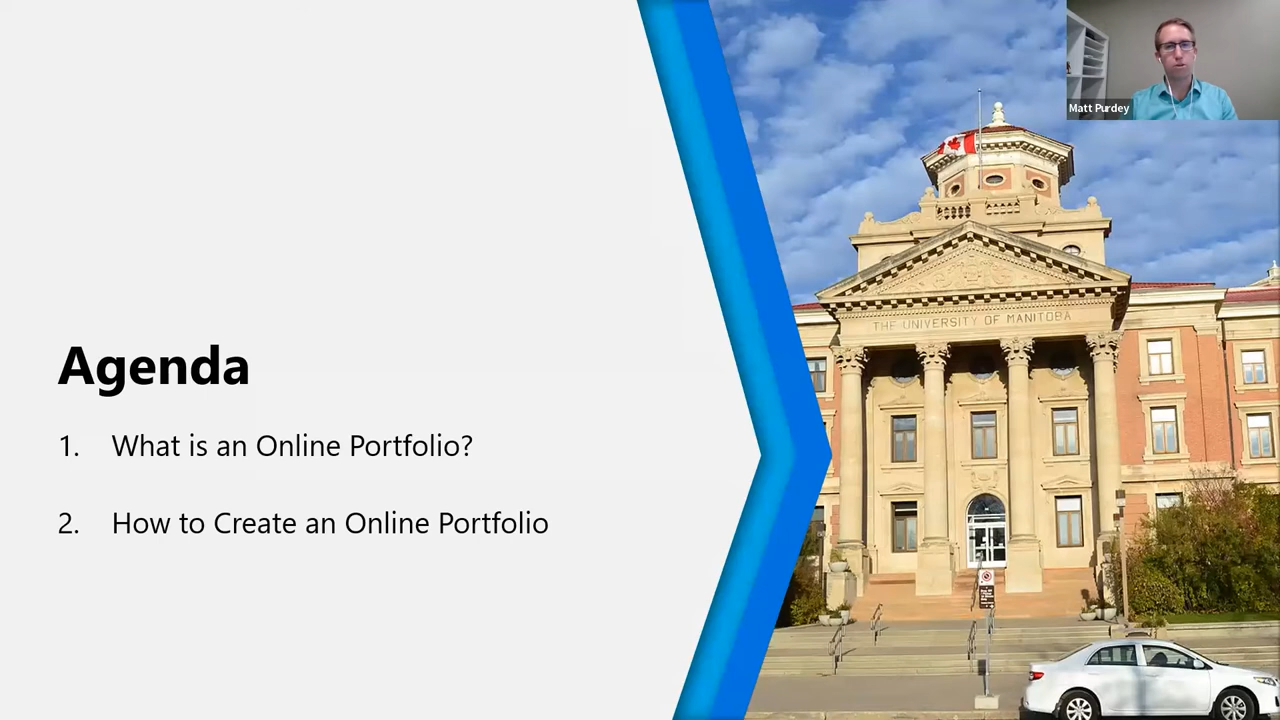 Matt Purdey
THE UNIVERSITY OF MANITOBA
Agenda
1. What is an Online Portfolio?
2. How to Create an Online Portfolio